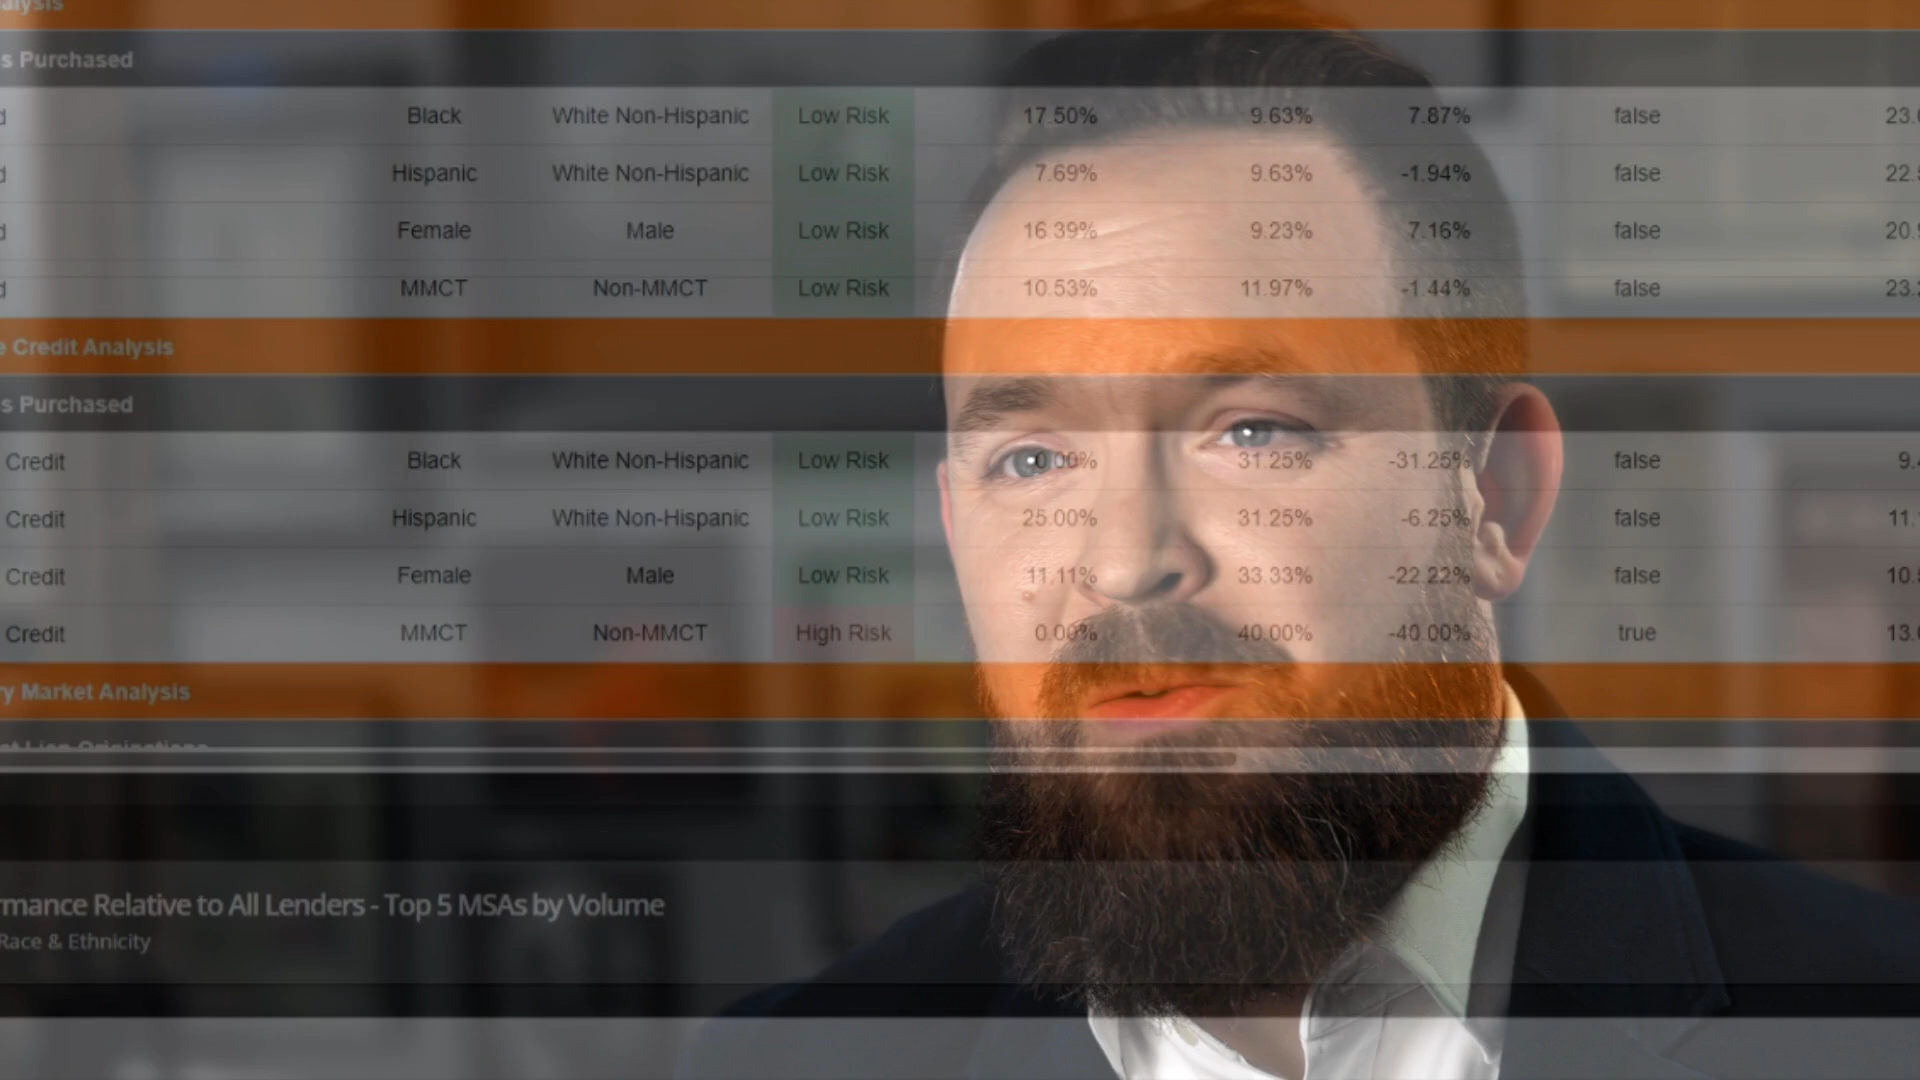 alysis
s Purchased
d Black White Non-Hispanic Low Risk 17.50% 9.63% 7.87% false
d Hispanic White Non-Hispanic Low Risk 7.69% 9.63% -1.94% false
d Female Male Low Risk 16.39% 9.23% 7.16% false
d MMCT Non-MMCT Low Risk 10.53% 11.97% -1.44% false
e Credit Analysis
s Purchased
Credit Black White Non-Hispanic Low Risk 0.00% 31.25% -31.25% false
Credit Hispanic White Non-Hispanic Low Risk 25.00% 31.25% -6.25% false
Credit Female Male Low Risk 11.11% 33.33% -22.22% false
Credit MMCT Non-MMCT High Risk 0.00% 40.00% -40.00% true
ry Market Analysis
rmance Relative to All Lenders - Top 5 MSAs by Volume
Race & Ethnicity